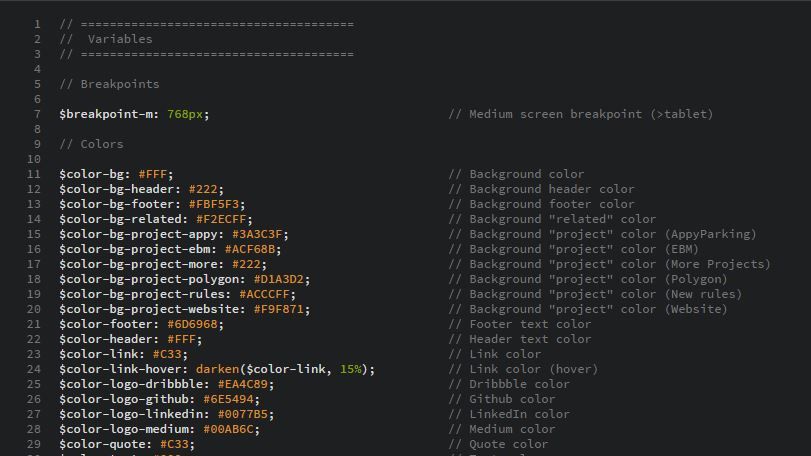 1 // ======================================
2 //  Variables
3 // ======================================
4
5 // Breakpoints
6
7 $breakpoint-m: 768px; // Medium screen breakpoint (>tablet)
8
9 // Colors
10
11 $color-bg: #FFF; // Background color
12 $color-bg-header: #222; // Background header color
13 $color-bg-footer: #FBF5F3; // Background footer color
14 $color-bg-related: #F2ECFF; // Background "related" color
15 $color-bg-project-appy: #3A3C3F; // Background "project" color (AppyParking)
16 $color-bg-project-ebm: #ACF68B; // Background "project" color (EBM)
17 $color-bg-project-more: #222; // Background "project" color (More Projects)
18 $color-bg-project-polygon: #D1A3D2; // Background "project" color (Polygon)
19 $color-bg-project-rules: #ACCCFF; // Background "project" color (New rules)
20 $color-bg-project-website: #F9F871; // Background "project" color (Website)
21 $color-footer: #6D6968; // Footer text color
22 $color-header: #FFF; // Header text color
23 $color-link: #C33; // Link color
24 $color-link-hover: darken($color-link, 15%); // Link color (hover)
25 $color-logo-dribbble: #EA4C89; // Dribbble color
26 $color-logo-github: #6E5494; // Github color
27 $color-logo-linkedin: #0077B5; // LinkedIn color
28 $color-logo-medium: #00AB6C; // Medium color
29 $color-quote: #C33; // Quote color